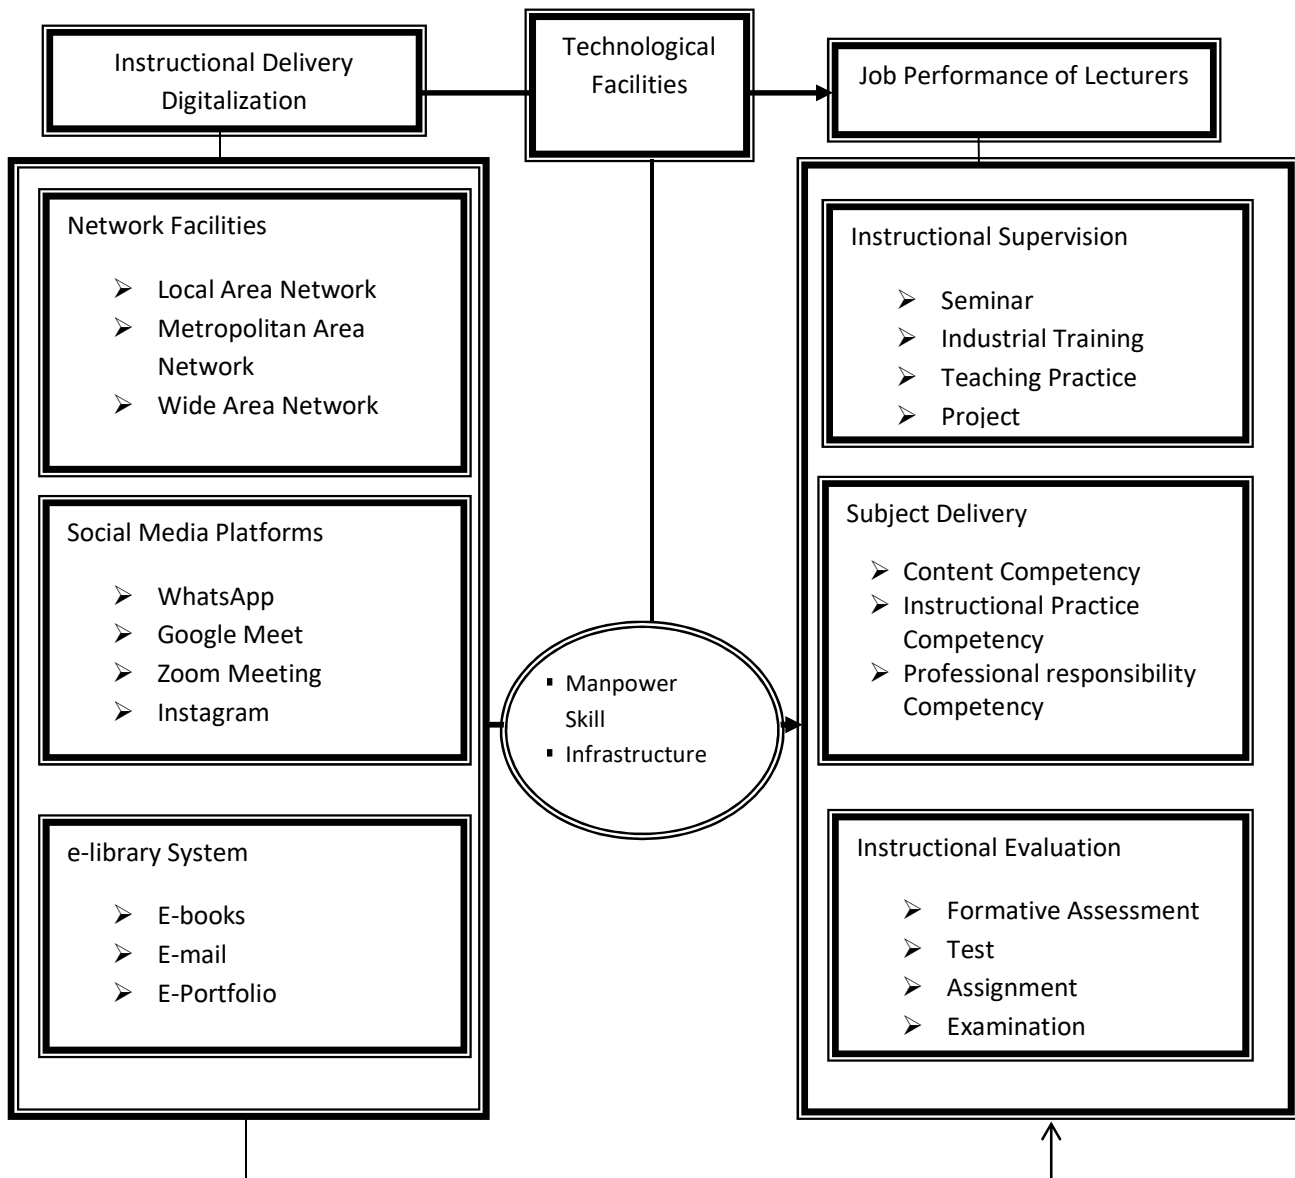 Instructional Delivery
Digitalization
Technological
Facilities
Job Performance of Lecturers
Network Facilities
➢ Local Area Network
➢ Metropolitan Area
Network
➢ Wide Area Network
Social Media Platforms
➢ WhatsApp
➢ Google Meet
➢ Zoom Meeting
➢ Instagram
e-library System
➢ E-books
➢ E-mail
➢ E-Portfolio
▪ Manpower
Skill
▪ Infrastructure
Instructional Supervision
➢ Seminar
➢ Industrial Training
➢ Teaching Practice
➢ Project
Subject Delivery
➢ Content Competency
➢ Instructional Practice
Competency
➢ Professional responsibility
Competency
Instructional Evaluation
➢ Formative Assessment
➢ Test
➢ Assignment
➢ Examination